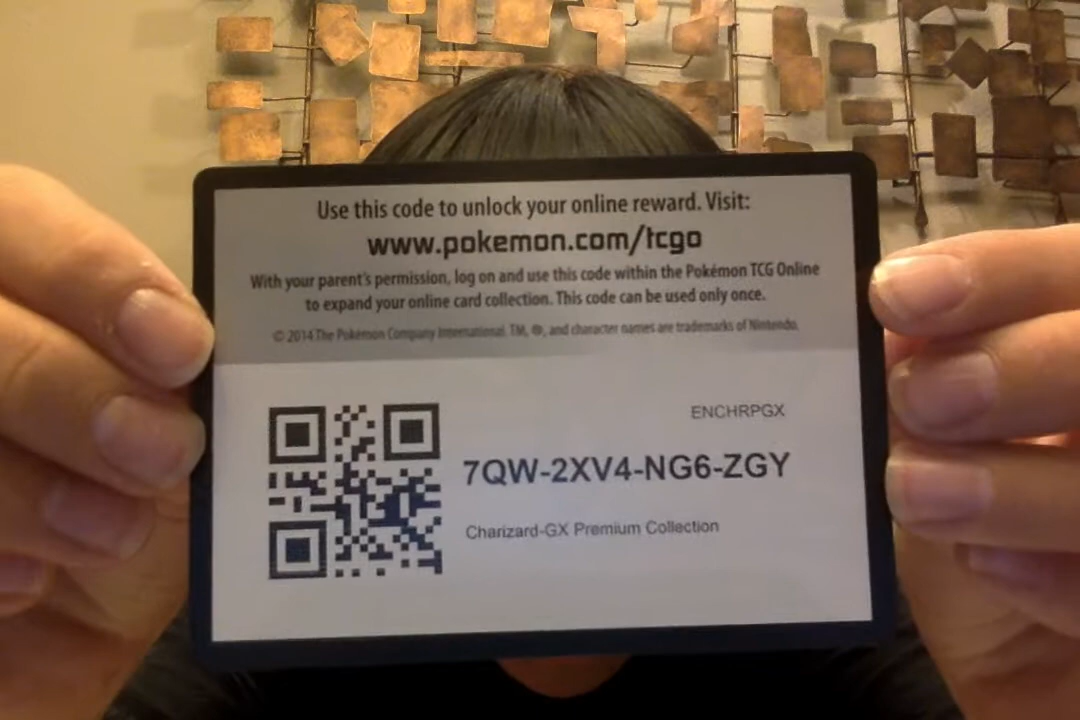 Use this code to unlock your online reward. Visit:
www.pokemon.com/tcgo
With your parent's permission, log on and use this code within the Pokémon TCG Online
to expand your online card collection. This code can be used only once.
© 2014 The Pokémon Company International. TM, ®, and character names are trademarks of Nintendo.
ENCHRPGX
7QW-2XV4-NG6-ZGY
Charizard-GX Premium Collection